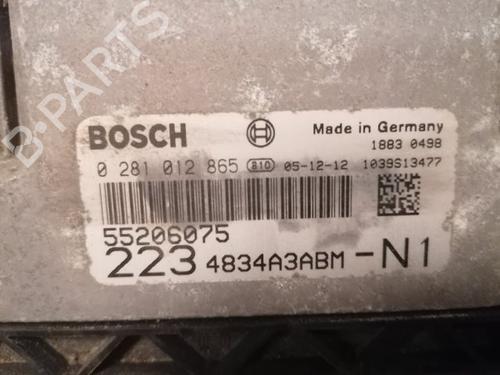 BOSCH
Made in Germany
1883 0498
0 281 012 865 810 05-12-12 1039S13477
55206075
223 4834A3ABM -N1
B-Parts